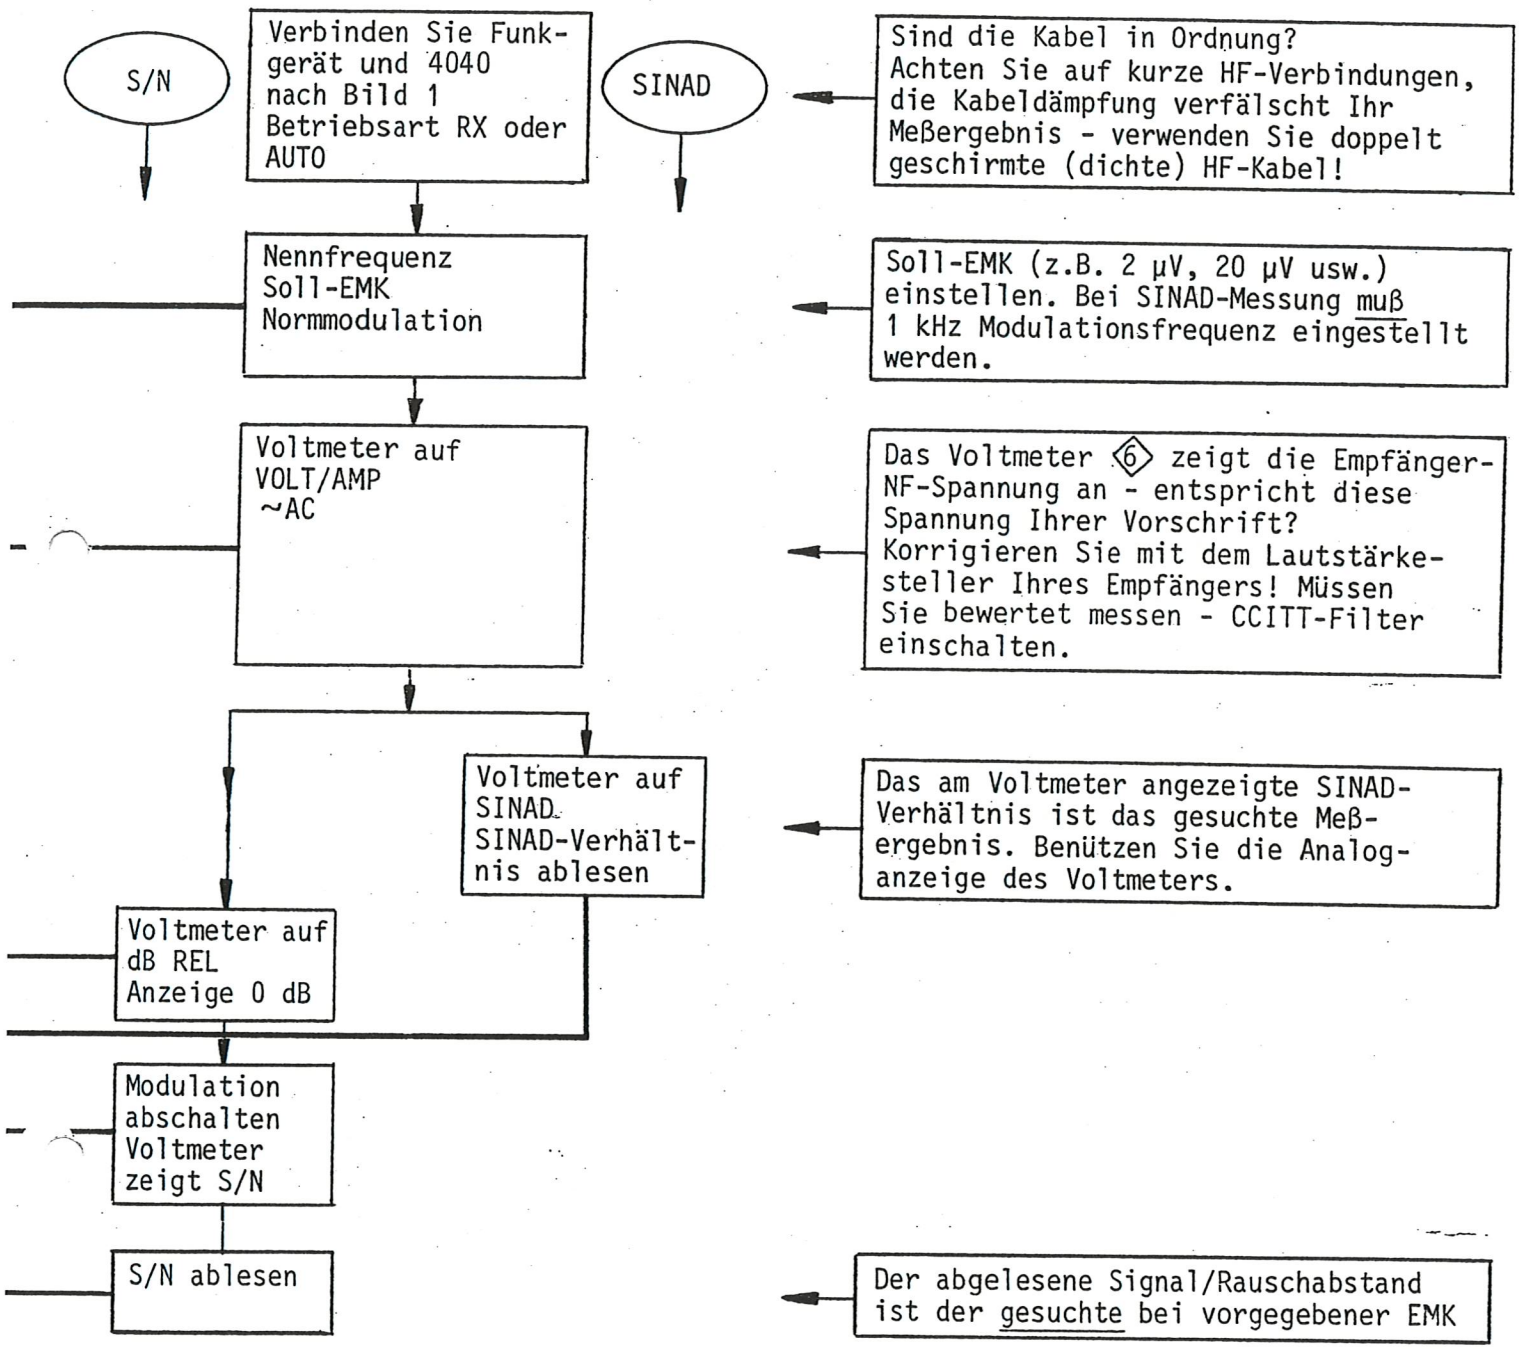 S/N
Verbinden Sie Funk-
gerät und 4040
nach Bild 1
Betriebsart RX oder
AUTO
SINAD
Sind die Kabel in Ordnung?
Achten Sie auf kurze HF-Verbindungen,
die Kabeldämpfung verfälscht Ihr
Meßergebnis - verwenden Sie doppelt
geschirmte (dichte) HF-Kabel!
Nennfrequenz
Soll-EMK
Normmodulation
Soll-EMK (z.B. 2 µV, 20 µV usw.)
einstellen. Bei SINAD-Messung muß
1 kHz Modulationsfrequenz eingestellt
werden.
Voltmeter auf
VOLT/AMP
~AC
Das Voltmeter 6 zeigt die Empfänger-
NF-Spannung an - entspricht diese
Spannung Ihrer Vorschrift?
Korrigieren Sie mit dem Lautstärke-
steller Ihres Empfängers! Müssen
Sie bewertet messen - CCITT-Filter
einschalten.
Voltmeter auf
SINAD
SINAD-Verhält-
nis ablesen
Das am Voltmeter angezeigte SINAD-
Verhältnis ist das gesuchte Meß-
ergebnis. Benützen Sie die Analog-
anzeige des Voltmeters.
Voltmeter auf
dB REL
Anzeige 0 dB
Modulation
abschalten
Voltmeter
zeigt S/N
S/N ablesen
Der abgelesene Signal/Rauschabstand
ist der gesuchte bei vorgegebener EMK